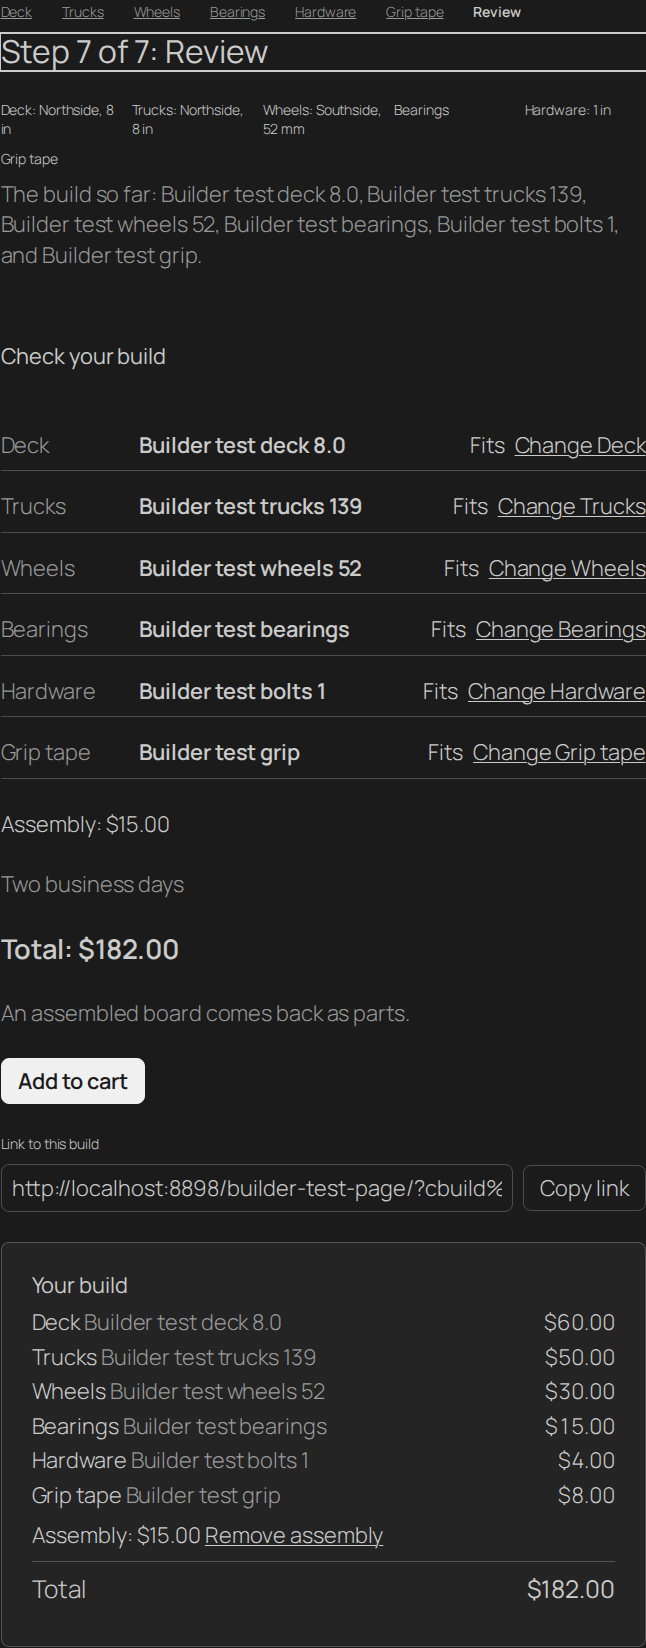 Deck Trucks Wheels Bearings Hardware Grip tape Review
Step 7 of 7: Review
Deck: Northside, 8 in
Trucks: Northside, 8 in
Wheels: Southside, 52 mm
Bearings
Hardware: 1 in
Grip tape
The build so far: Builder test deck 8.0, Builder test trucks 139,
Builder test wheels 52, Builder test bearings, Builder test bolts 1,
and Builder test grip.
Check your build
Deck Builder test deck 8.0 Fits Change Deck
Trucks Builder test trucks 139 Fits Change Trucks
Wheels Builder test wheels 52 Fits Change Wheels
Bearings Builder test bearings Fits Change Bearings
Hardware Builder test bolts 1 Fits Change Hardware
Grip tape Builder test grip Fits Change Grip tape
Assembly: $15.00
Two business days
Total: $182.00
An assembled board comes back as parts.
Add to cart
Link to this build
http://localhost:8898/builder-test-page/?cbuild% Copy link
Your build
Deck Builder test deck 8.0 $60.00
Trucks Builder test trucks 139 $50.00
Wheels Builder test wheels 52 $30.00
Bearings Builder test bearings $15.00
Hardware Builder test bolts 1 $4.00
Grip tape Builder test grip $8.00
Assembly: $15.00 Remove assembly
Total $182.00